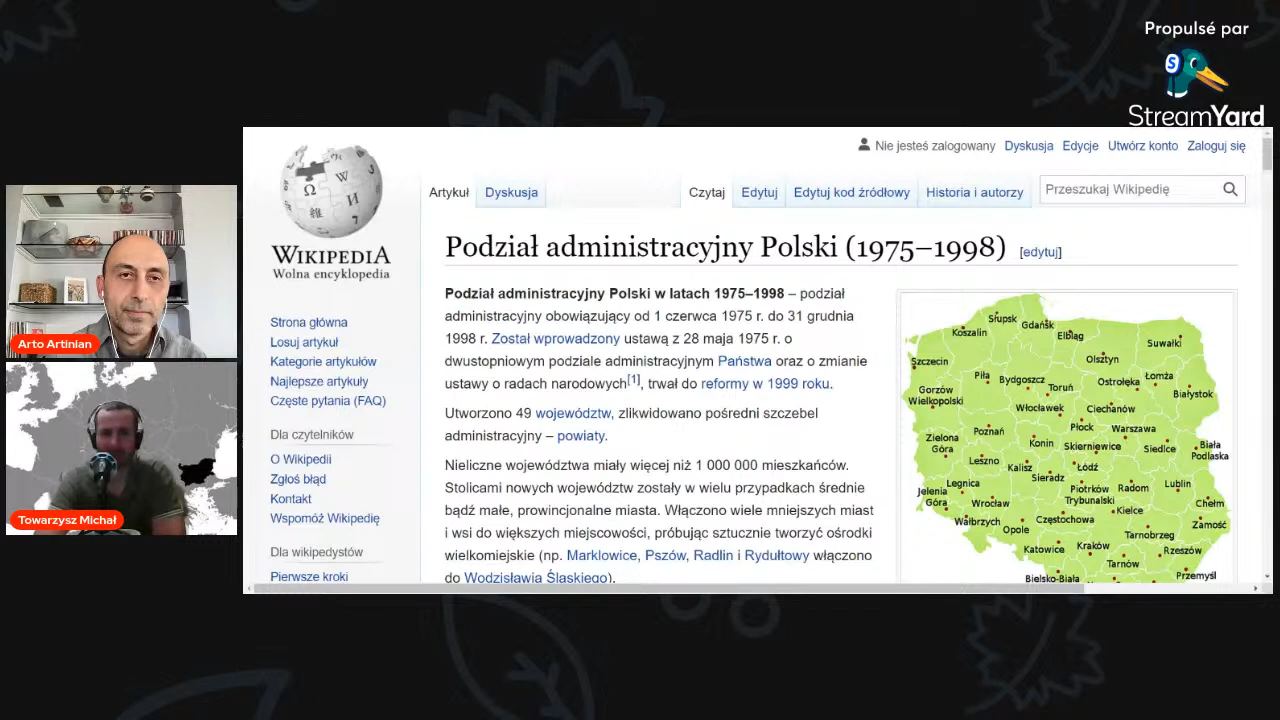 Propulsé par
StreamYard
Arto Artinian
Towarzysz Michał
WIKIPEDIA
Wolna encyklopedia
Strona główna
Losuj artykuł
Kategorie artykułów
Najlepsze artykuły
Częste pytania (FAQ)
Dla czytelników
O Wikipedii
Zgłoś błąd
Kontakt
Wspomóż Wikipedię
Dla wikipedystów
Pierwsze kroki
Nie jesteś zalogowany Dyskusja Edycje Utwórz konto Zaloguj się
Artykuł Dyskusja Czytaj Edytuj Edytuj kod źródłowy Historia i autorzy Przeszukaj Wikipedię
Podział administracyjny Polski (1975–1998) [edytuj]
Podział administracyjny Polski w latach 1975–1998 – podział
administracyjny obowiązujący od 1 czerwca 1975 r. do 31 grudnia
1998 r. Został wprowadzony ustawą z 28 maja 1975 r. o
dwustopniowym podziale administracyjnym Państwa oraz o zmianie
ustawy o radach narodowych[1], trwał do reformy w 1999 roku.
Utworzono 49 województw, zlikwidowano pośredni szczebel
administracyjny – powiaty.
Nieliczne województwa miały więcej niż 1 000 000 mieszkańców.
Stolicami nowych województw zostały w wielu przypadkach średnie
bądź małe, prowincjonalne miasta. Włączono wiele mniejszych miast
i wsi do większych miejscowości, próbując sztucznie tworzyć ośrodki
wielkomiejskie (np. Marklowice, Pszów, Radlin i Rydułtowy włączono
do Wodzisławia Śląskiego).
Słupsk
Gdańsk
Koszalin
Elbląg
Suwałki
Olsztyn
Szczecin
Piła
Bydgoszcz
Toruń
Ostrołęka
Łomża
Gorzów
Wielkopolski
Białystok
Włocławek
Ciechanów
Płock
Warszawa
Poznań
Zielona
Góra
Konin
Skierniewice
Siedlce
Biała
Podlaska
Leszno
Kalisz
Łódź
Sieradz
Legnica
Piotrków
Trybunalski
Radom
Lublin
Jelenia
Góra
Wrocław
Kielce
Chełm
Wałbrzych
Opole
Częstochowa
Zamość
Tarnobrzeg
Katowice
Kraków
Rzeszów
Tarnów
Bielsko-Biała
Przemyśl